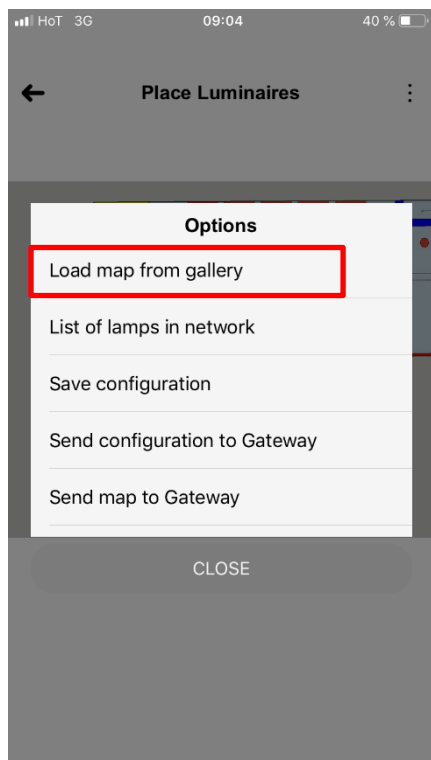 HoT 3G 09:04 40 %
Place Luminaires
Options
Load map from gallery
List of lamps in network
Save configuration
Send configuration to Gateway
Send map to Gateway
CLOSE